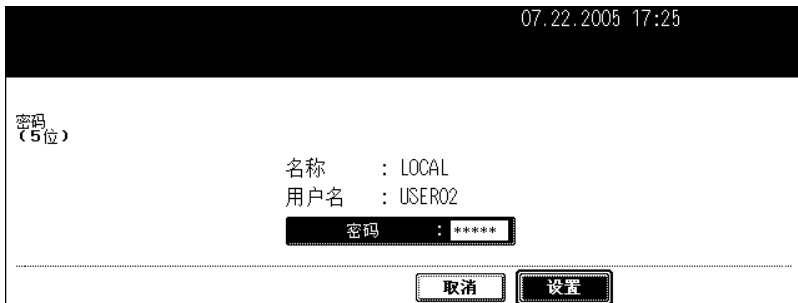 07.22.2005 17:25
密码
(5位)
名称 : LOCAL
用户名 : USER02
密码 : *****
取消 设置